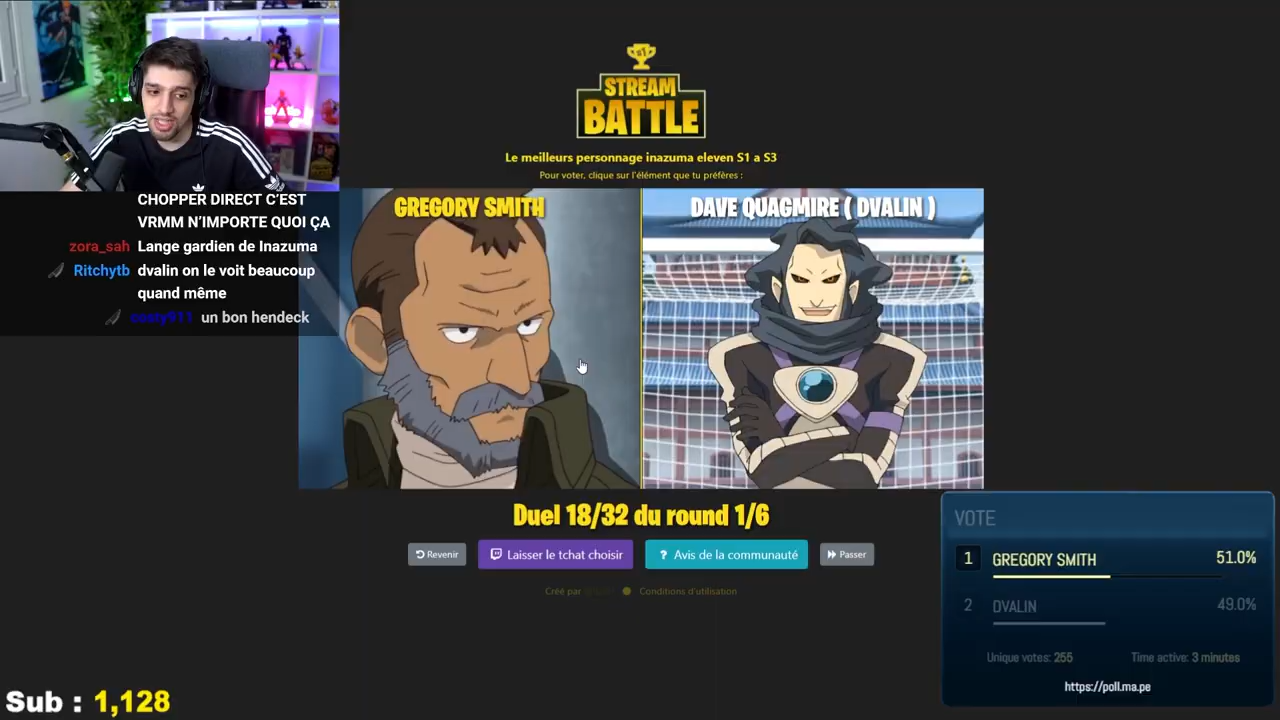 STREAM
BATTLE
Le meilleurs personnage inazuma eleven S1 a S3
Pour voter, clique sur l'élément que tu préfères :
CHOPPER DIRECT C'EST
VRMM N'IMPORTE QUOI ÇA
zora_sah Lange gardien de Inazuma
Ritchytb dvalin on le voit beaucoup
quand même
costy911 un bon hendeck
GREGORY SMITH
DAVE QUAGMIRE ( DVALIN )
Duel 18/32 du round 1/6
Revenir
Laisser le tchat choisir
? Avis de la communauté
Passer
Créé par
Conditions d'utilisation
VOTE
1 GREGORY SMITH 51.0%
2 DVALIN 49.0%
Unique votes: 255 Time active: 3 minutes
https://poll.ma.pe
Sub : 1,128